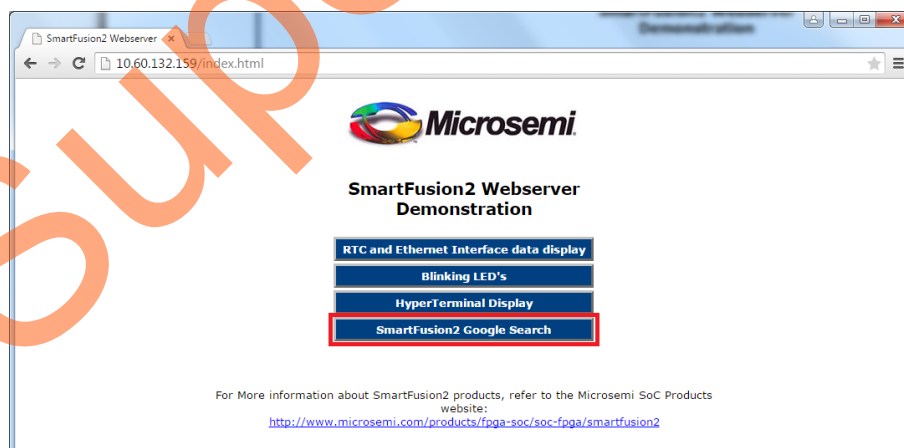 Demonstration
SmartFusion2 Webserver
10.60.132.159/index.html
Microsemi.
SmartFusion2 Webserver
Demonstration
RTC and Ethernet Interface data display
Blinking LED's
HyperTerminal Display
SmartFusion2 Google Search
For More information about SmartFusion2 products, refer to the Microsemi SoC Products
website:
http://www.microsemi.com/products/fpga-soc/soc-fpga/smartfusion2
Sup